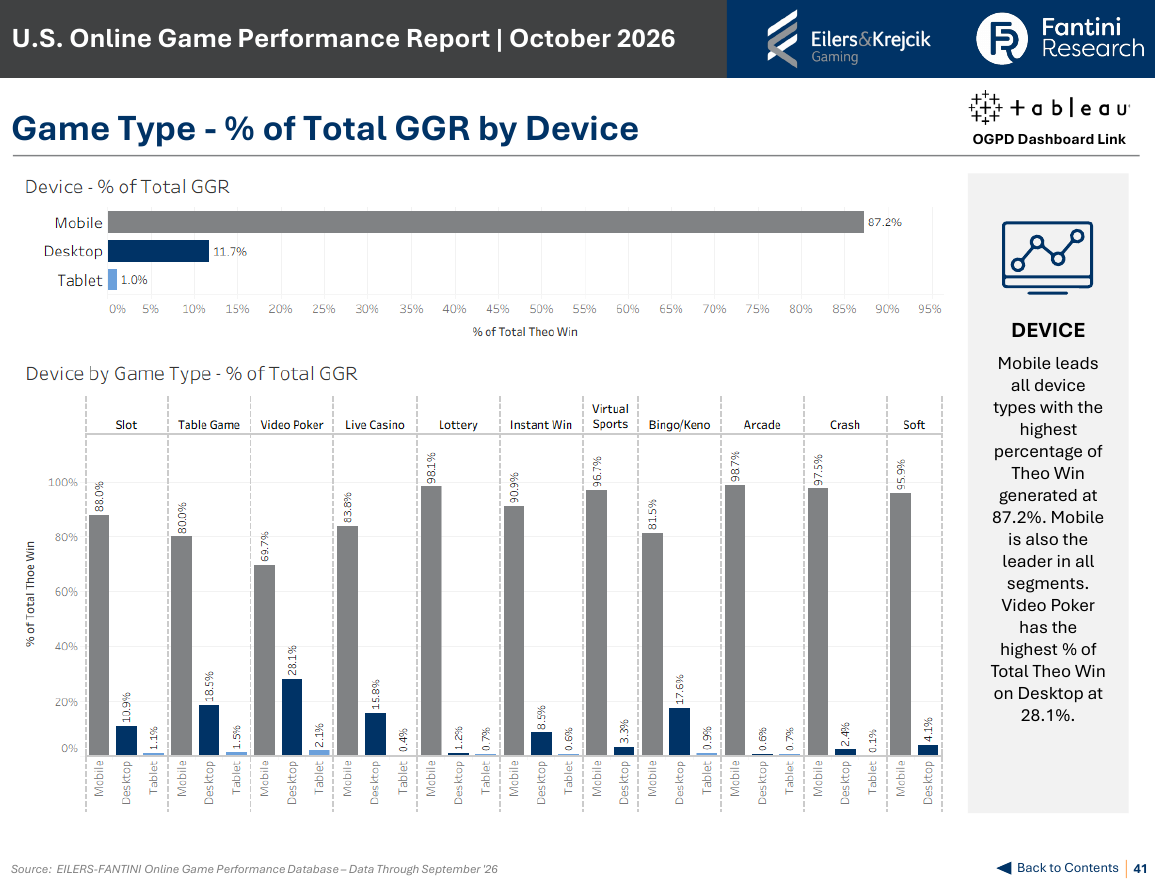 U.S. Online Game Performance Report | October 2026
Eilers&Krejcik
Gaming
Fantini
Research
Game Type - % of Total GGR by Device
+ a b l e a u
OGPD Dashboard Link
Device - % of Total GGR
Mobile 87.2%
Desktop 11.7%
Tablet 1.0%
0% 5% 10% 15% 20% 25% 30% 35% 40% 45% 50% 55% 60% 65% 70% 75% 80% 85% 90% 95%
% of Total Theo Win
Device by Game Type - % of Total GGR
Slot Table Game Video Poker Live Casino Lottery Instant Win Virtual Sports Bingo/Keno Arcade Crash Soft
% of Total Thoe Win
100%
80%
60%
40%
20%
0%
88.0% 10.9% 1.1%
80.0% 18.5% 1.5%
69.7% 28.1% 2.1%
83.8% 15.8% 0.4%
98.1% 1.2% 0.7%
90.9% 8.5% 0.6%
96.7% 3.3%
81.5% 17.6% 0.9%
98.7% 0.6% 0.7%
97.5% 2.4% 0.1%
95.9% 4.1%
Mobile Desktop Tablet Mobile Desktop Tablet Mobile Desktop Tablet Mobile Desktop Tablet Mobile Desktop Tablet Mobile Desktop Tablet Mobile Desktop Mobile Desktop Tablet Mobile Desktop Tablet Mobile Desktop Tablet Mobile Desktop
DEVICE
Mobile leads
all device
types with the
highest
percentage of
Theo Win
generated at
87.2%. Mobile
is also the
leader in all
segments.
Video Poker
has the
highest % of
Total Theo Win
on Desktop at
28.1%.
Source: EILERS-FANTINI Online Game Performance Database – Data Through September '26
Back to Contents | 41